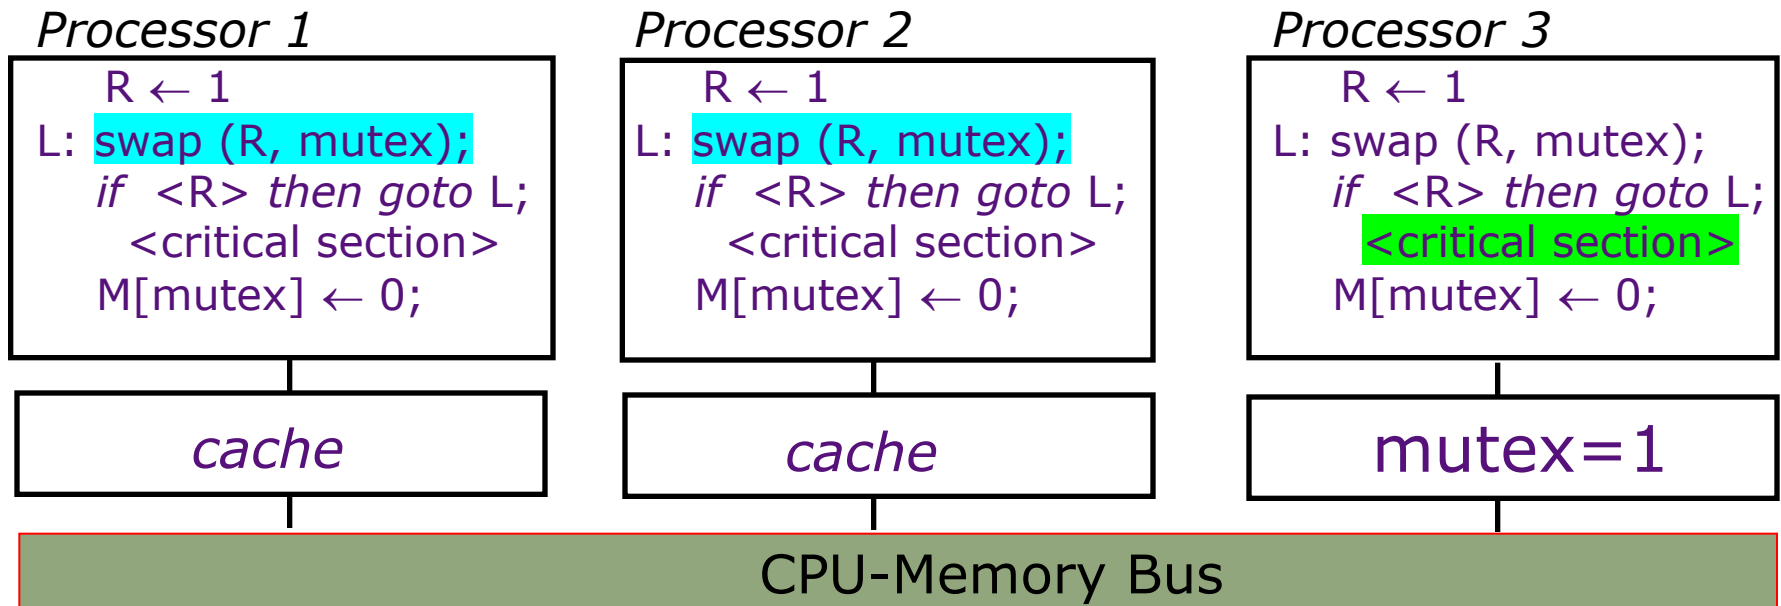 Processor 1
R ← 1
L: swap (R, mutex);
if <R> then goto L;
<critical section>
M[mutex] ← 0;
cache
Processor 2
R ← 1
L: swap (R, mutex);
if <R> then goto L;
<critical section>
M[mutex] ← 0;
cache
Processor 3
R ← 1
L: swap (R, mutex);
if <R> then goto L;
<critical section>
M[mutex] ← 0;
mutex=1
CPU-Memory Bus